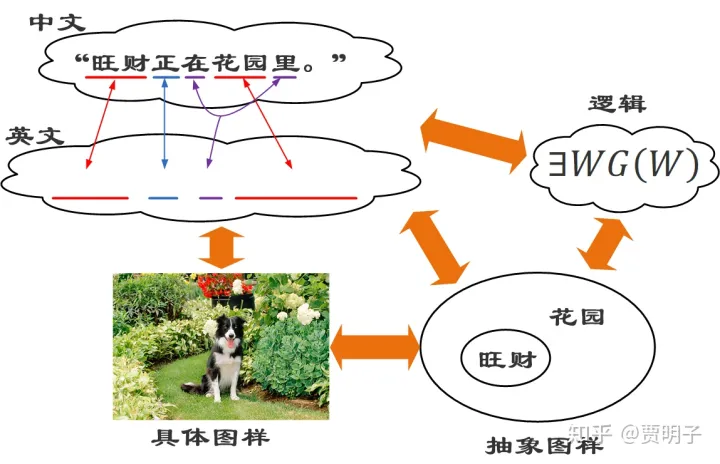 中文
“旺财正在花园里。”
英文
逻辑
∃WG(W)
花园
旺财
具体图样
抽象图样
知乎 @贾明子